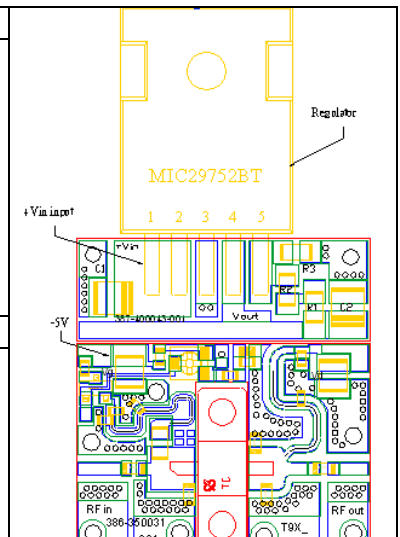 Regulator
MIC29752BT
+Vin input
1 2 3 4 5
+Vin
C1
R3
R2
R1
C2
Vout
-5V
RF in
386-350031
T9X_
RF out